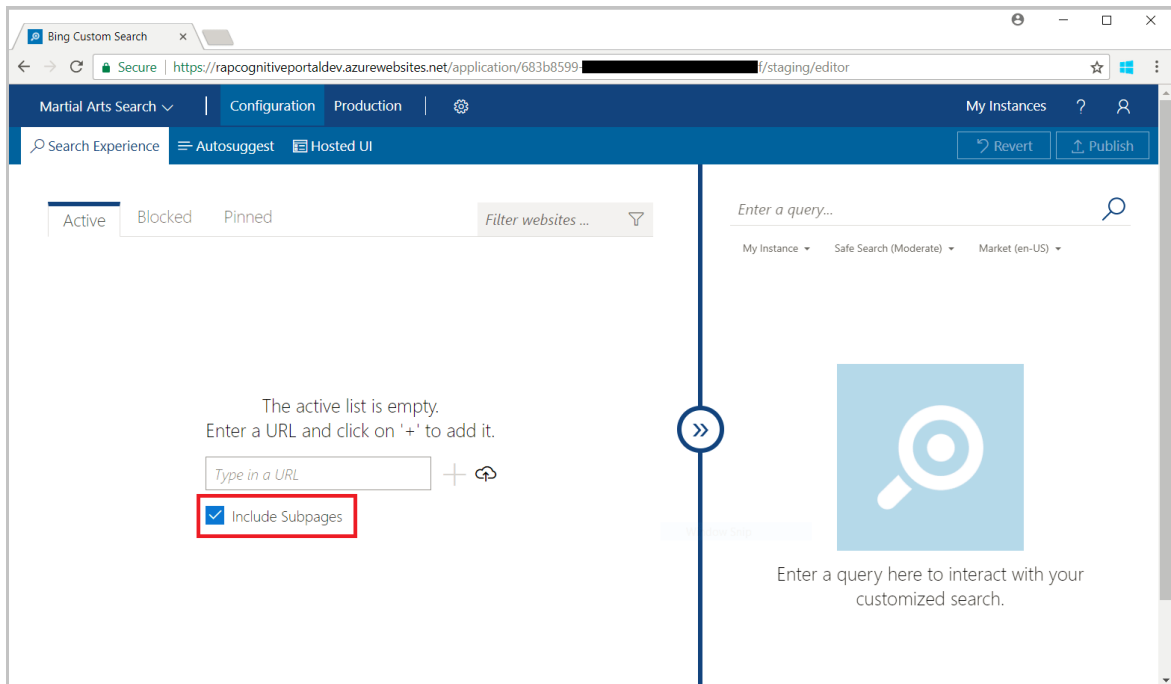 Bing Custom Search
Secure https://rapcognitiveportaldev.azurewebsites.net/application/683b8599- f/staging/editor
Martial Arts Search Configuration Production My Instances ?
Search Experience Autosuggest Hosted UI Revert Publish
Active Blocked Pinned Filter websites ...
Enter a query...
My Instance Safe Search (Moderate) Market (en-US)
The active list is empty.
Enter a URL and click on '+' to add it.
Type in a URL
Include Subpages
Enter a query here to interact with your
customized search.